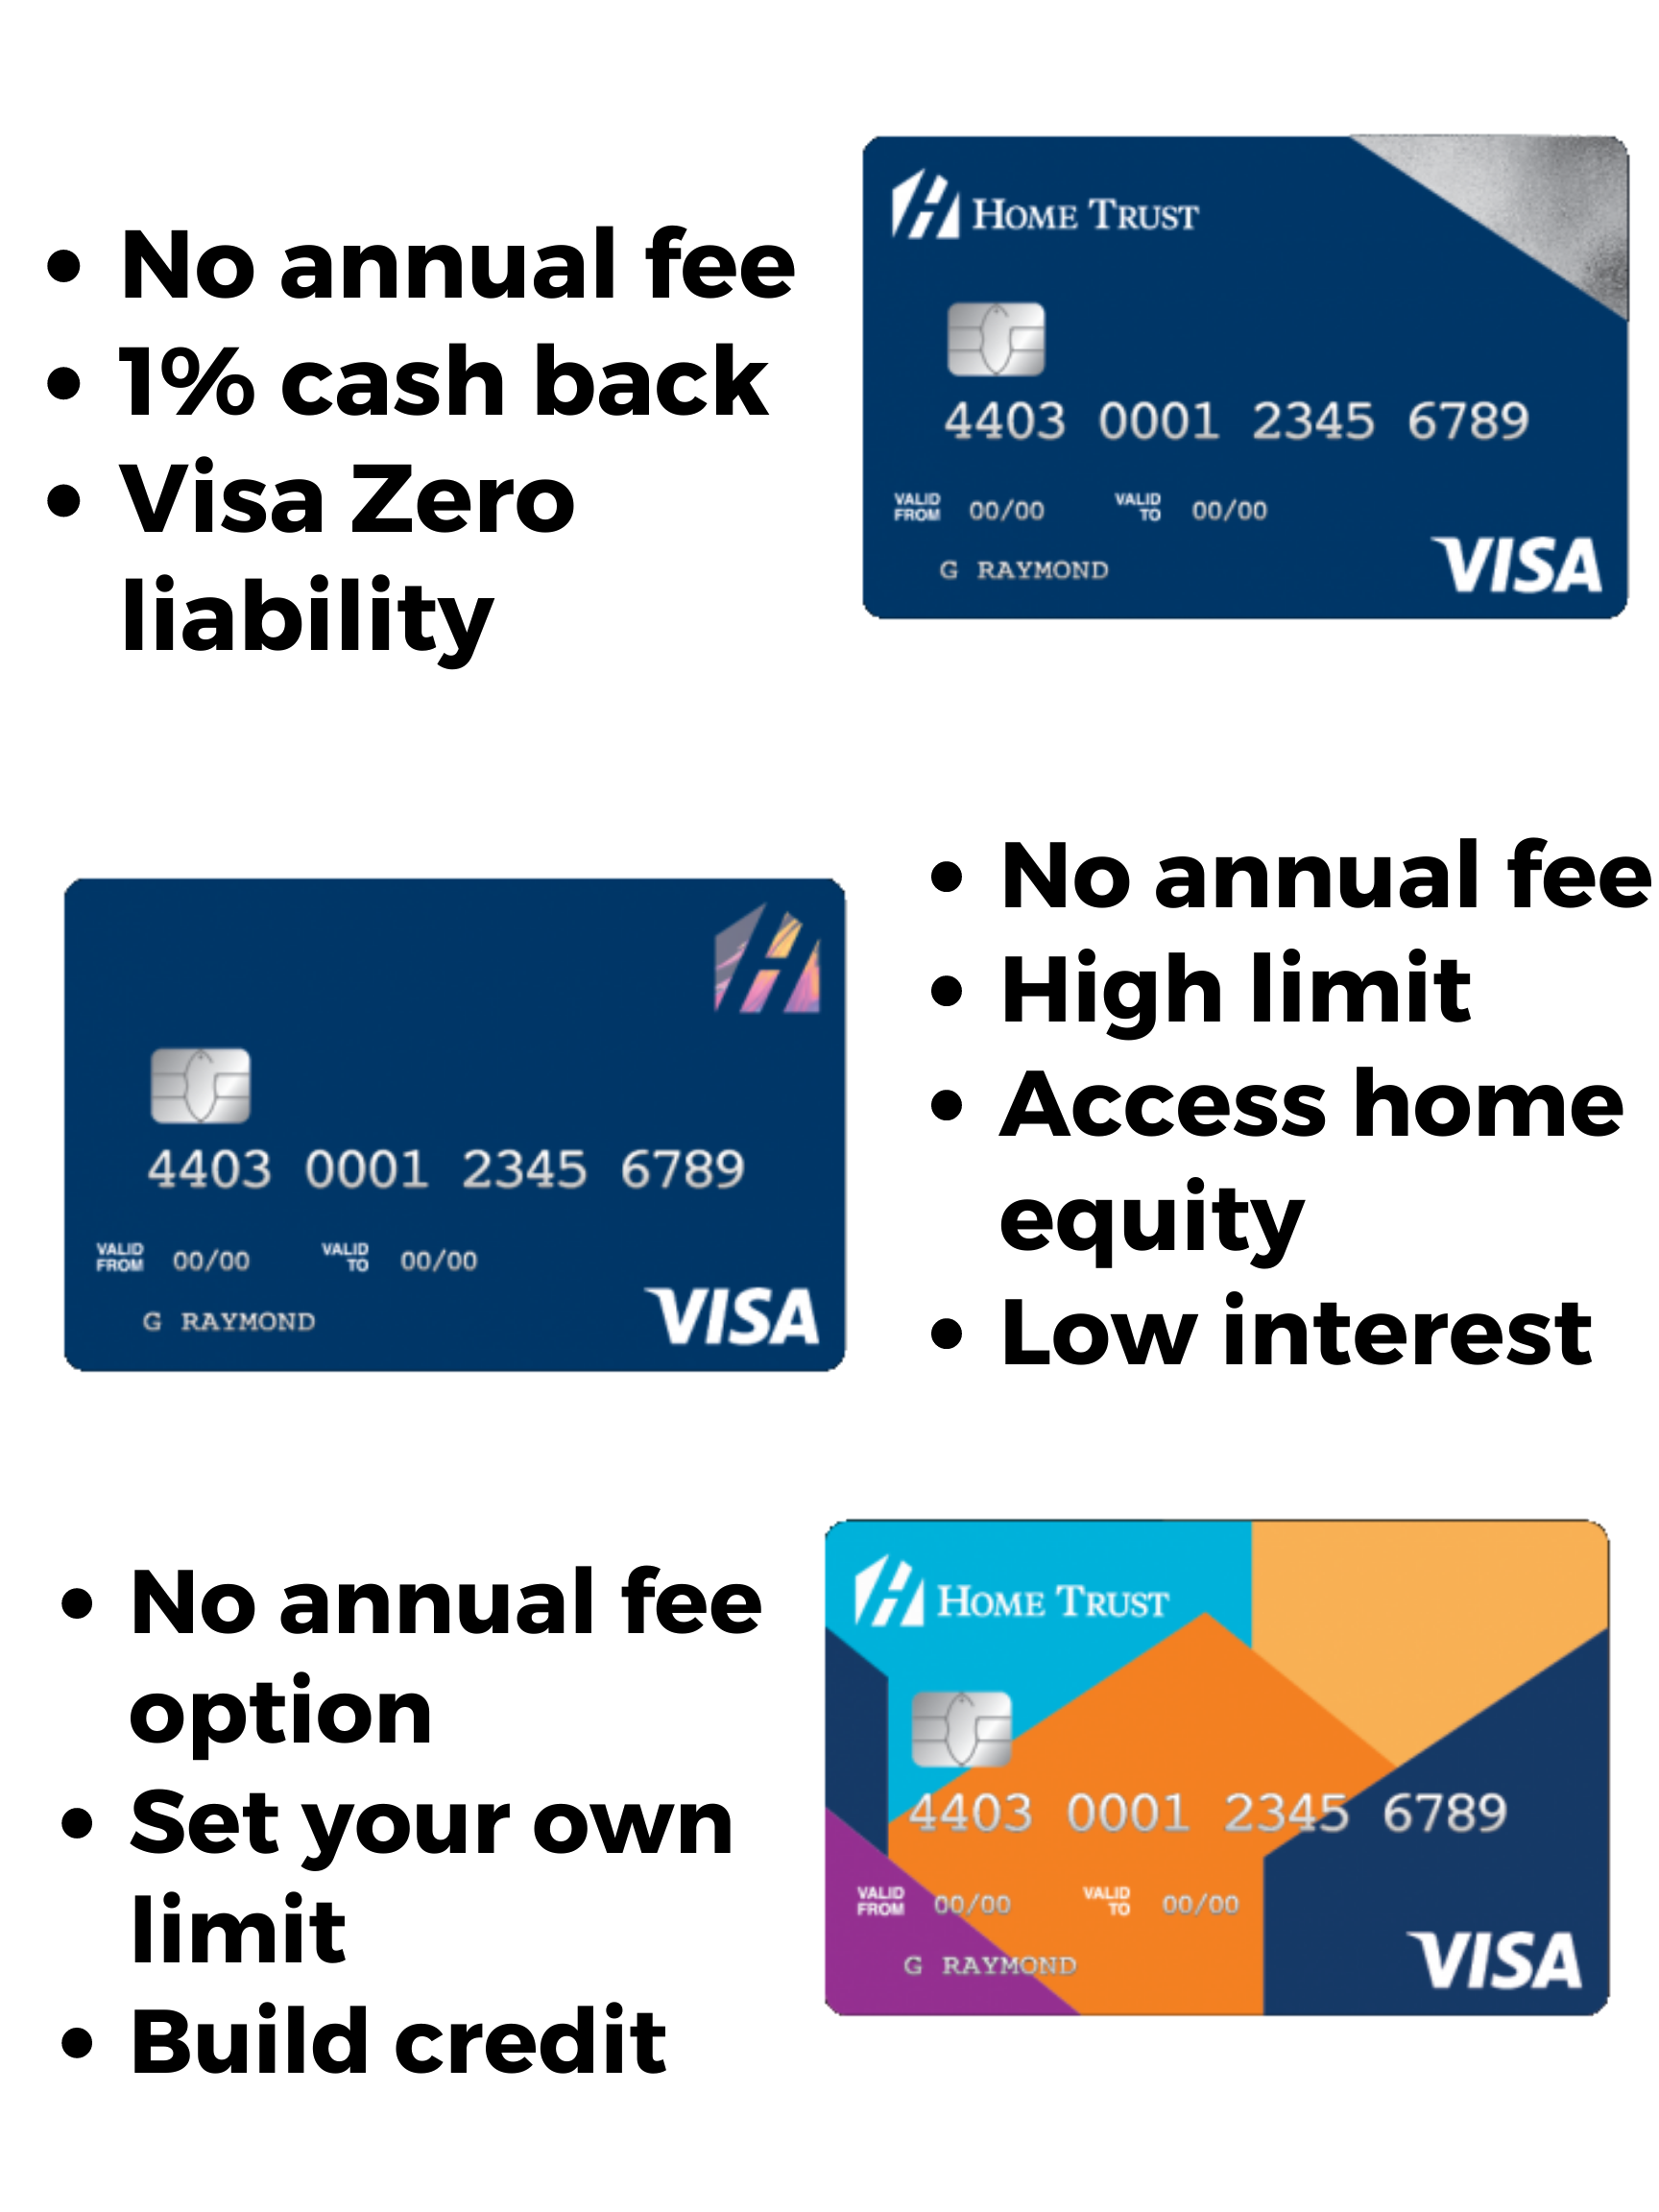 • No annual fee
• 1% cash back
• Visa Zero
liability
HOME TRUST
4403 0001 2345 6789
VALID FROM 00/00 VALID TO 00/00
G RAYMOND
VISA
4403 0001 2345 6789
VALID FROM 00/00 VALID TO 00/00
G RAYMOND
VISA
• No annual fee
• High limit
• Access home
equity
• Low interest
• No annual fee
option
• Set your own
limit
• Build credit
HOME TRUST
4403 0001 2345 6789
VALID FROM 00/00 VALID TO 00/00
G RAYMOND
VISA